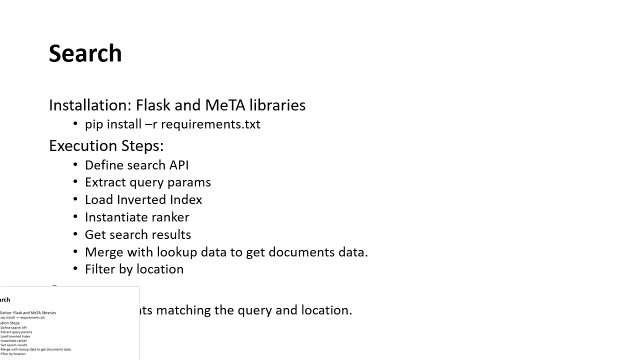 Search
Installation: Flask and MeTA libraries
• pip install –r requirements.txt
Execution Steps:
• Define search API
• Extract query params
• Load Inverted Index
• Instantiate ranker
• Get search results
• Merge with lookup data to get documents data.
• Filter by location
matching the query and location.
rch
llation: Flask and MeTA libraries
pip install –r requirements.txt
ution Steps:
Define search API
Extract query params
Load Inverted Index
Instantiate ranker
Get search results
Merge with lookup data to get documents data.
Filter by location